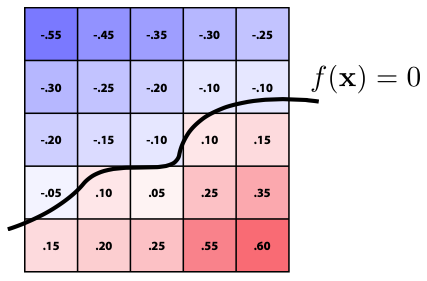 -.55 -.45 -.35 -.30 -.25
-.30 -.25 -.20 -.10 -.10
f(x) = 0
-.20 -.15 -.10 .10 .15
-.05 .10 .05 .25 .35
.15 .20 .25 .55 .60